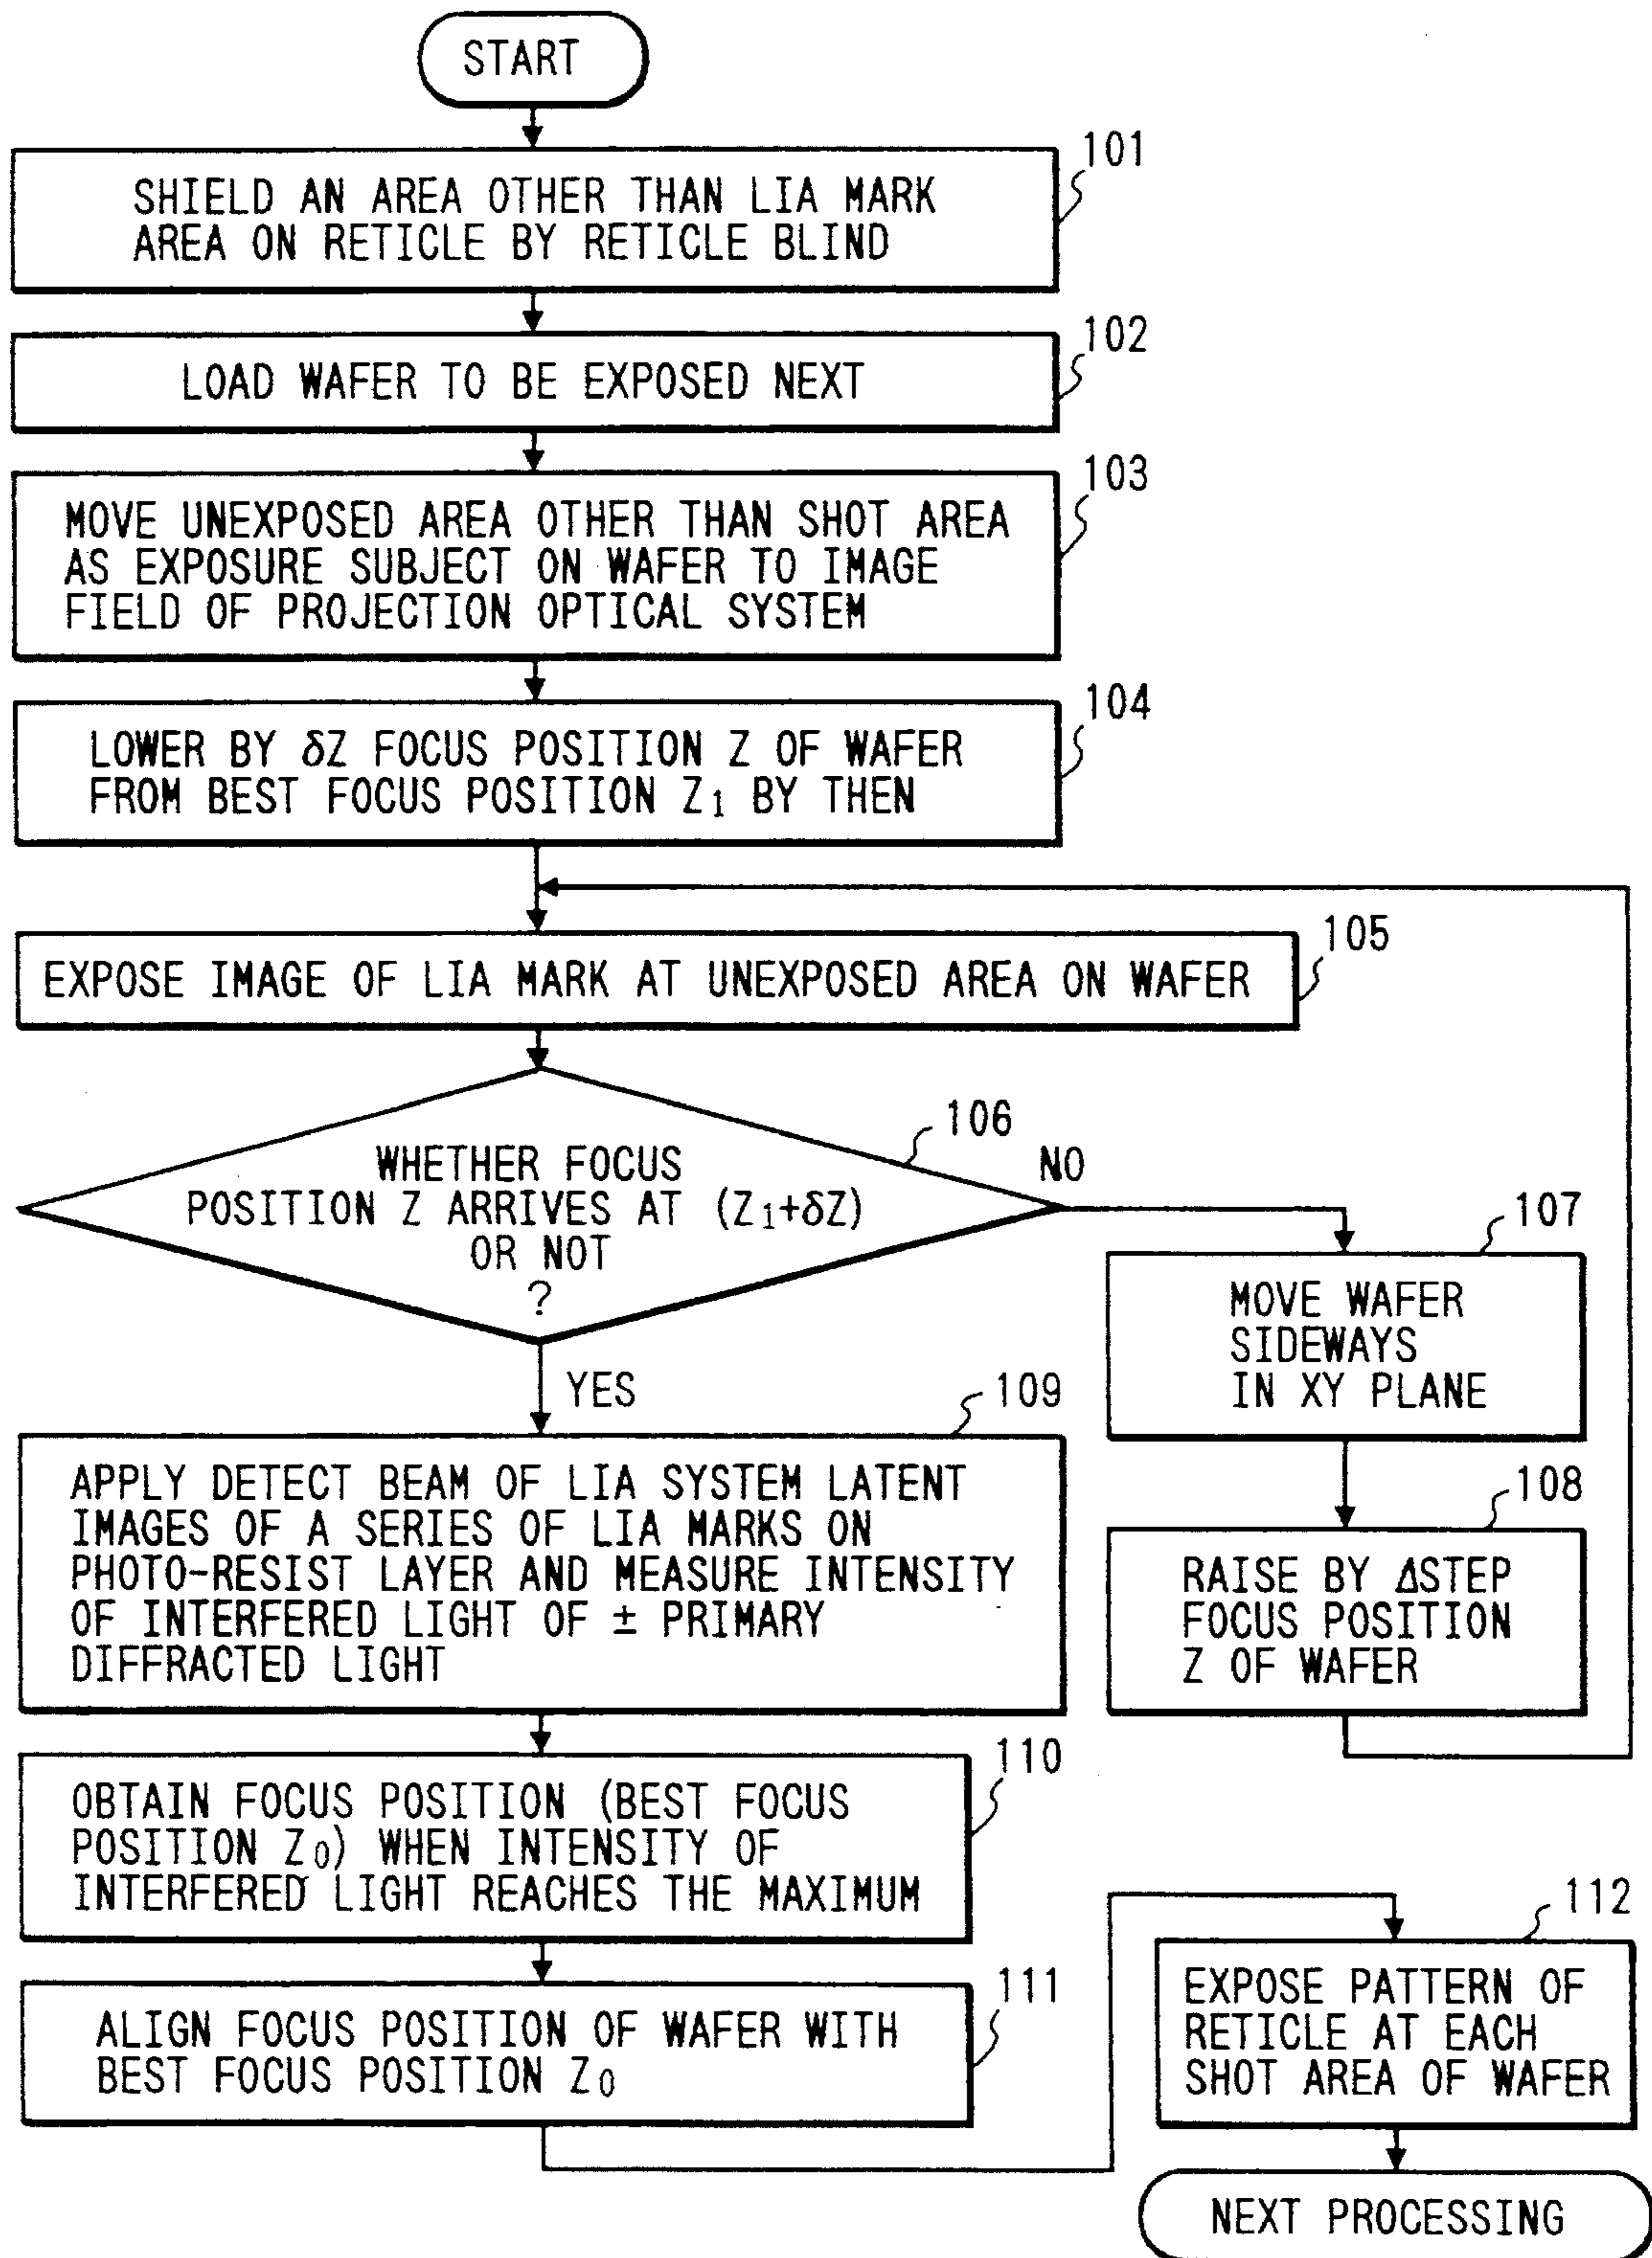 START
101
SHIELD AN AREA OTHER THAN LIA MARK
AREA ON RETICLE BY RETICLE BLIND
102
LOAD WAFER TO BE EXPOSED NEXT
103
MOVE UNEXPOSED AREA OTHER THAN SHOT AREA
AS EXPOSURE SUBJECT ON WAFER TO IMAGE
FIELD OF PROJECTION OPTICAL SYSTEM
104
LOWER BY δZ FOCUS POSITION Z OF WAFER
FROM BEST FOCUS POSITION Z₁ BY THEN
105
EXPOSE IMAGE OF LIA MARK AT UNEXPOSED AREA ON WAFER
106
WHETHER FOCUS
POSITION Z ARRIVES AT (Z₁+δZ)
OR NOT
?
NO
107
MOVE WAFER
SIDEWAYS
IN XY PLANE
108
RAISE BY ΔSTEP
FOCUS POSITION
Z OF WAFER
YES
109
APPLY DETECT BEAM OF LIA SYSTEM LATENT
IMAGES OF A SERIES OF LIA MARKS ON
PHOTO-RESIST LAYER AND MEASURE INTENSITY
OF INTERFERED LIGHT OF ± PRIMARY
DIFFRACTED LIGHT
110
OBTAIN FOCUS POSITION (BEST FOCUS
POSITION Z₀) WHEN INTENSITY OF
INTERFERED LIGHT REACHES THE MAXIMUM
111
ALIGN FOCUS POSITION OF WAFER WITH
BEST FOCUS POSITION Z₀
112
EXPOSE PATTERN OF
RETICLE AT EACH
SHOT AREA OF WAFER
NEXT PROCESSING